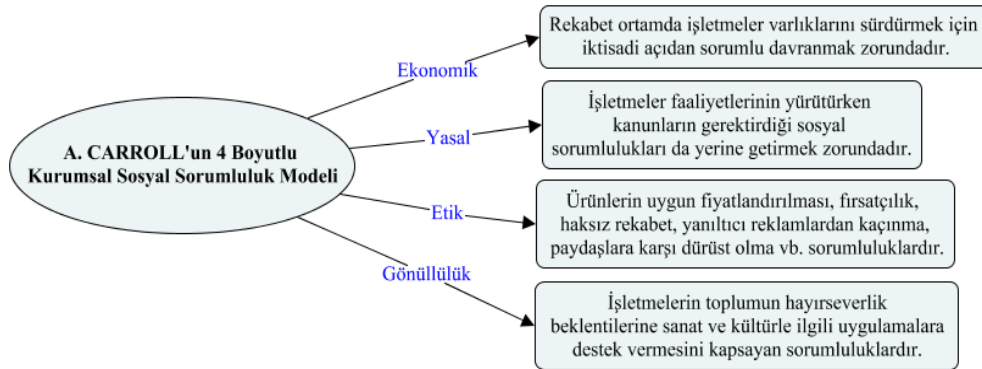 A. CARROLL'un 4 Boyutlu
Kurumsal Sosyal Sorumluluk Modeli
Ekonomik
Rekabet ortamda işletmeler varlıklarını sürdürmek için
iktisadi açıdan sorumlu davranmak zorundadır.
Yasal
İşletmeler faaliyetlerinin yürütürken
kanunların gerektirdiği sosyal
sorumlulukları da yerine getirmek zorundadır.
Etik
Ürünlerin uygun fiyatlandırılması, fırsatçılık,
haksız rekabet, yanıltıcı reklamlardan kaçınma,
paydaşlara karşı dürüst olma vb. sorumluluklardır.
Gönüllülük
İşletmelerin toplumun hayırseverlik
beklentilerine sanat ve kültürle ilgili uygulamalara
destek vermesini kapsayan sorumluluklardır.